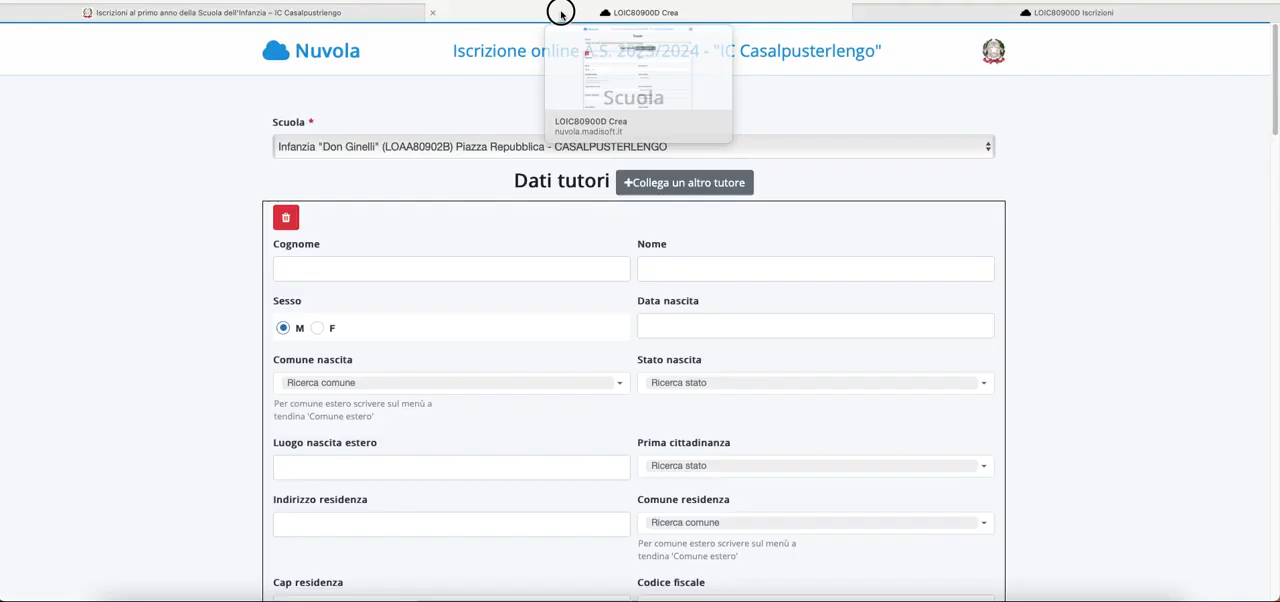 Iscrizioni al primo anno della Scuola dell'Infanzia – IC Casalpusterlengo
LOIC80900D Crea
LOIC80900D Iscrizioni
Nuvola
Iscrizione online A.S. 2023/2024 - "IC Casalpusterlengo"
Scuola
LOIC80900D Crea
nuvola.madisoft.it
Scuola *
Infanzia "Don Ginelli" (LOAA80902B) Piazza Repubblica - CASALPUSTERLENGO
Dati tutori +Collega un altro tutore
Cognome Nome
Sesso Data nascita
M F
Comune nascita Stato nascita
Ricerca comune Ricerca stato
Per comune estero scrivere sul menù a
tendina 'Comune estero'
Luogo nascita estero Prima cittadinanza
Ricerca stato
Indirizzo residenza Comune residenza
Ricerca comune
Per comune estero scrivere sul menù a
tendina 'Comune estero'
Cap residenza Codice fiscale